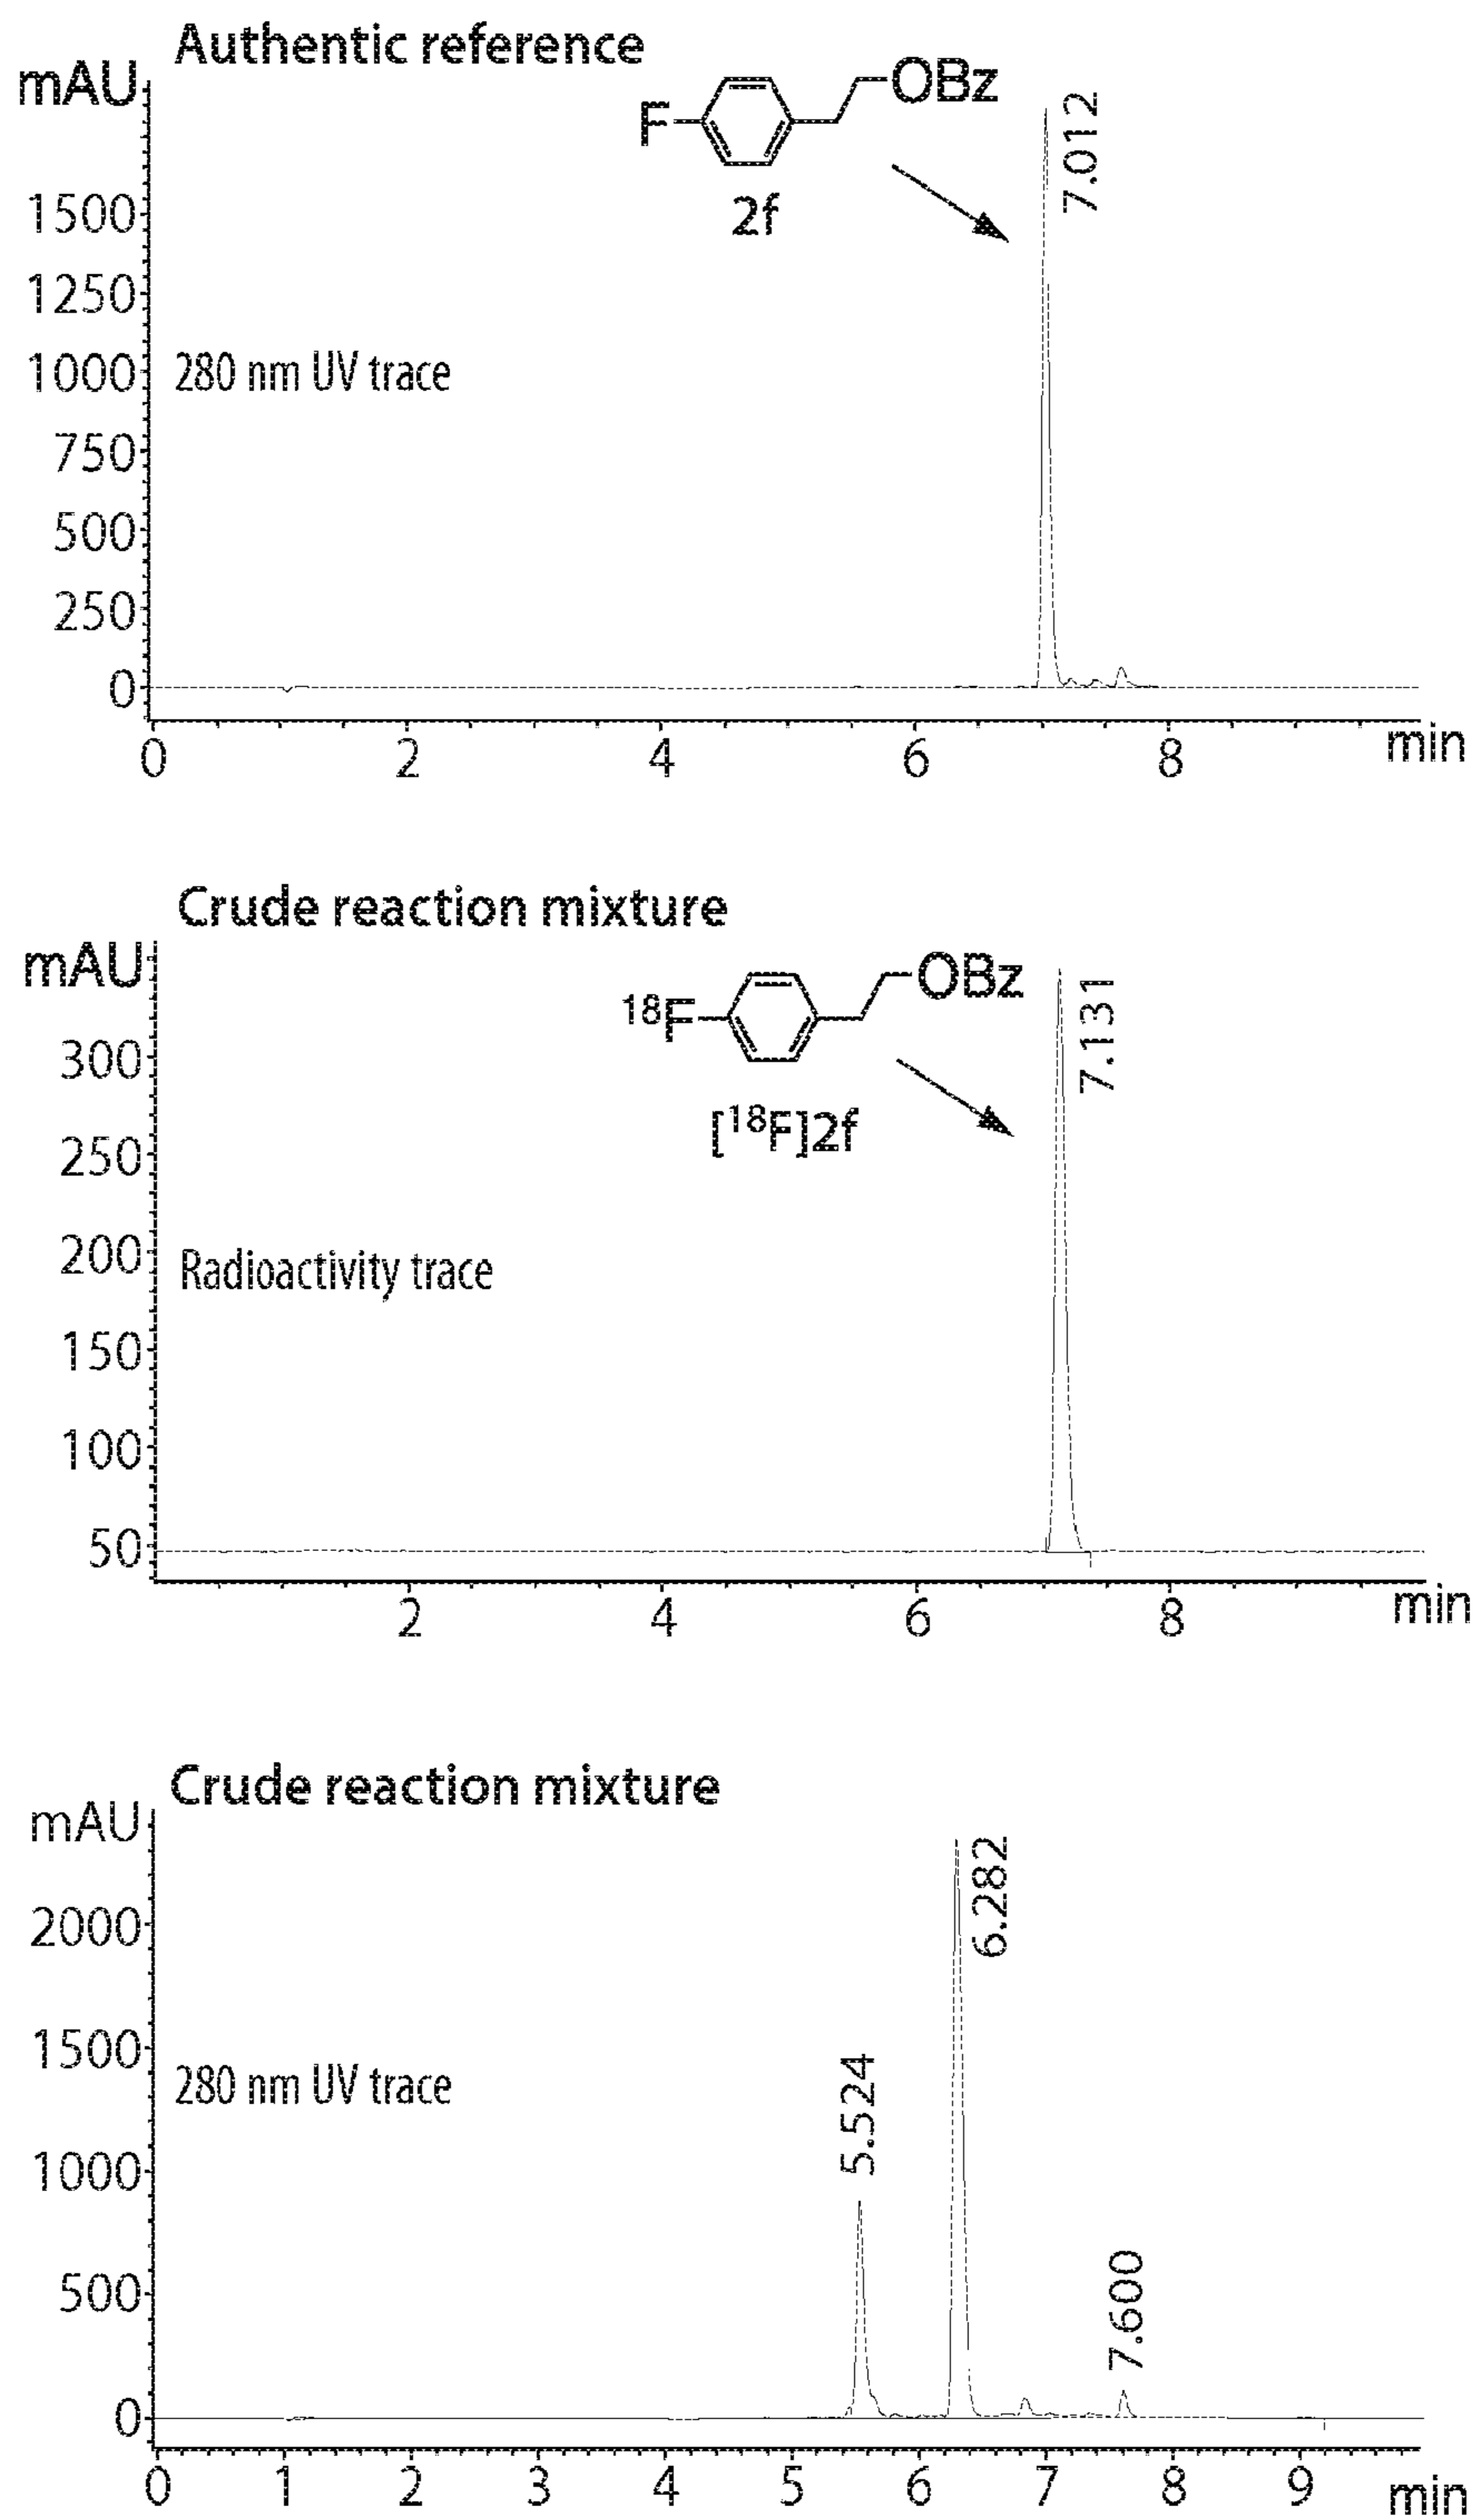 Authentic reference
mAU
F
OBz
2f
7.012
1500
1250
1000
280 nm UV trace
750
500
250
0
0 2 4 6 8 min
Crude reaction mixture
mAU
18F
OBz
[18F]2f
7.131
300
250
200
Radioactivity trace
150
100
50
2 4 6 8 min
Crude reaction mixture
mAU
6.282
2000
1500
280 nm UV trace
5.524
1000
500
7.600
0
0 1 2 3 4 5 6 7 8 9 min